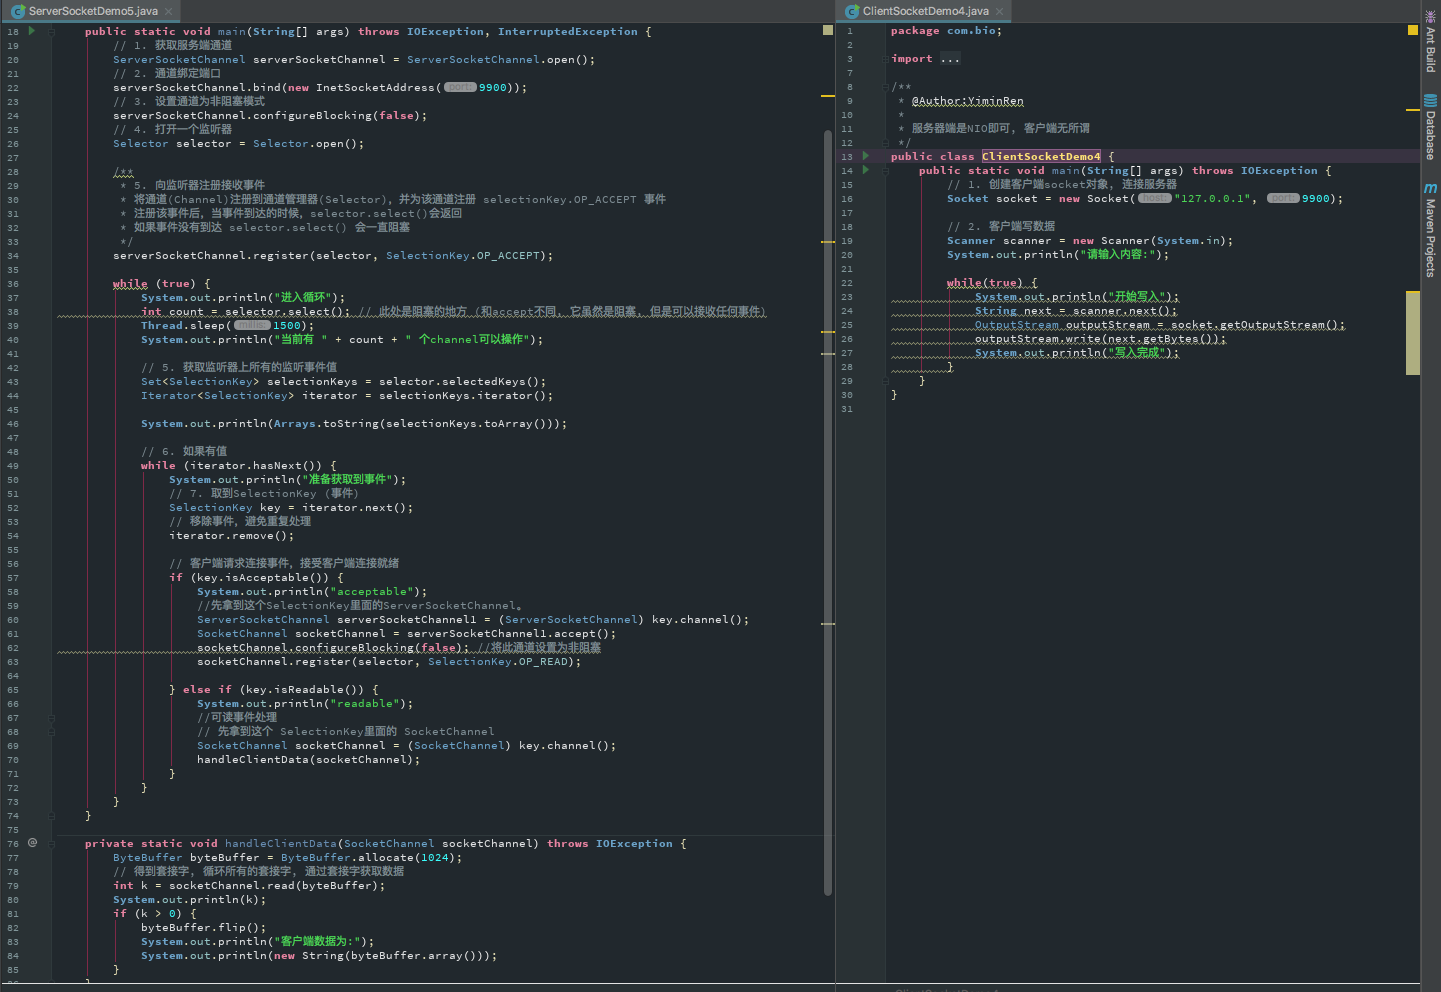 ServerSocketDemo5.java
18 public static void main(String[] args) throws IOException, InterruptedException {
19 // 1. 获取服务端通道
20 ServerSocketChannel serverSocketChannel = ServerSocketChannel.open();
21 // 2. 通道绑定端口
22 serverSocketChannel.bind(new InetSocketAddress( port: 9900));
23 // 3. 设置通道为非阻塞模式
24 serverSocketChannel.configureBlocking(false);
25 // 4. 打开一个监听器
26 Selector selector = Selector.open();
27
28 /**
29 * 5. 向监听器注册接收事件
30 * 将通道(Channel)注册到通道管理器(Selector), 并为该通道注册 selectionKey.OP_ACCEPT 事件
31 * 注册该事件后, 当事件到达的时候, selector.select()会返回
32 * 如果事件没有到达 selector.select() 会一直阻塞
33 */
34 serverSocketChannel.register(selector, SelectionKey.OP_ACCEPT);
35
36 while (true) {
37 System.out.println("进入循环");
38 int count = selector.select(); // 此处是阻塞的地方 (和accept不同, 它虽然是阻塞, 但是可以接收任何事件)
39 Thread.sleep( millis: 1500);
40 System.out.println("当前有 " + count + " 个channel可以操作");
41
42 // 5. 获取监听器上所有的监听事件值
43 Set<SelectionKey> selectionKeys = selector.selectedKeys();
44 Iterator<SelectionKey> iterator = selectionKeys.iterator();
45
46 System.out.println(Arrays.toString(selectionKeys.toArray()));
47
48 // 6. 如果有值
49 while (iterator.hasNext()) {
50 System.out.println("准备获取到事件");
51 // 7. 取到SelectionKey (事件)
52 SelectionKey key = iterator.next();
53 // 移除事件, 避免重复处理
54 iterator.remove();
55
56 // 客户端请求连接事件, 接受客户端连接就绪
57 if (key.isAcceptable()) {
58 System.out.println("acceptable");
59 //先拿到这个SelectionKey里面的ServerSocketChannel。
60 ServerSocketChannel serverSocketChannel1 = (ServerSocketChannel) key.channel();
61 SocketChannel socketChannel = serverSocketChannel1.accept();
62 socketChannel.configureBlocking(false); //将此通道设置为非阻塞
63 socketChannel.register(selector, SelectionKey.OP_READ);
64
65 } else if (key.isReadable()) {
66 System.out.println("readable");
67 //可读事件处理
68 // 先拿到这个 SelectionKey里面的 SocketChannel
69 SocketChannel socketChannel = (SocketChannel) key.channel();
70 handleClientData(socketChannel);
71 }
72 }
73 }
74 }
75
76 @ private static void handleClientData(SocketChannel socketChannel) throws IOException {
77 ByteBuffer byteBuffer = ByteBuffer.allocate(1024);
78 // 得到套接字, 循环所有的套接字, 通过套接字获取数据
79 int k = socketChannel.read(byteBuffer);
80 System.out.println(k);
81 if (k > 0) {
82 byteBuffer.flip();
83 System.out.println("客户端数据为:");
84 System.out.println(new String(byteBuffer.array()));
85 }
ClientSocketDemo4.java
1 package com.bio;
2
3 import ...
7
8 /**
9 * @Author:YiminRen
10 *
11 * 服务器端是NIO即可, 客户端无所谓
12 */
13 public class ClientSocketDemo4 {
14 public static void main(String[] args) throws IOException {
15 // 1. 创建客户端socket对象, 连接服务器
16 Socket socket = new Socket( host: "127.0.0.1", port: 9900);
17
18 // 2. 客户端写数据
19 Scanner scanner = new Scanner(System.in);
20 System.out.println("请输入内容:");
21
22 while(true) {
23 System.out.println("开始写入");
24 String next = scanner.next();
25 OutputStream outputStream = socket.getOutputStream();
26 outputStream.write(next.getBytes());
27 System.out.println("写入完成");
28 }
29 }
30 }
31
Ant Build
Database
Maven Projects